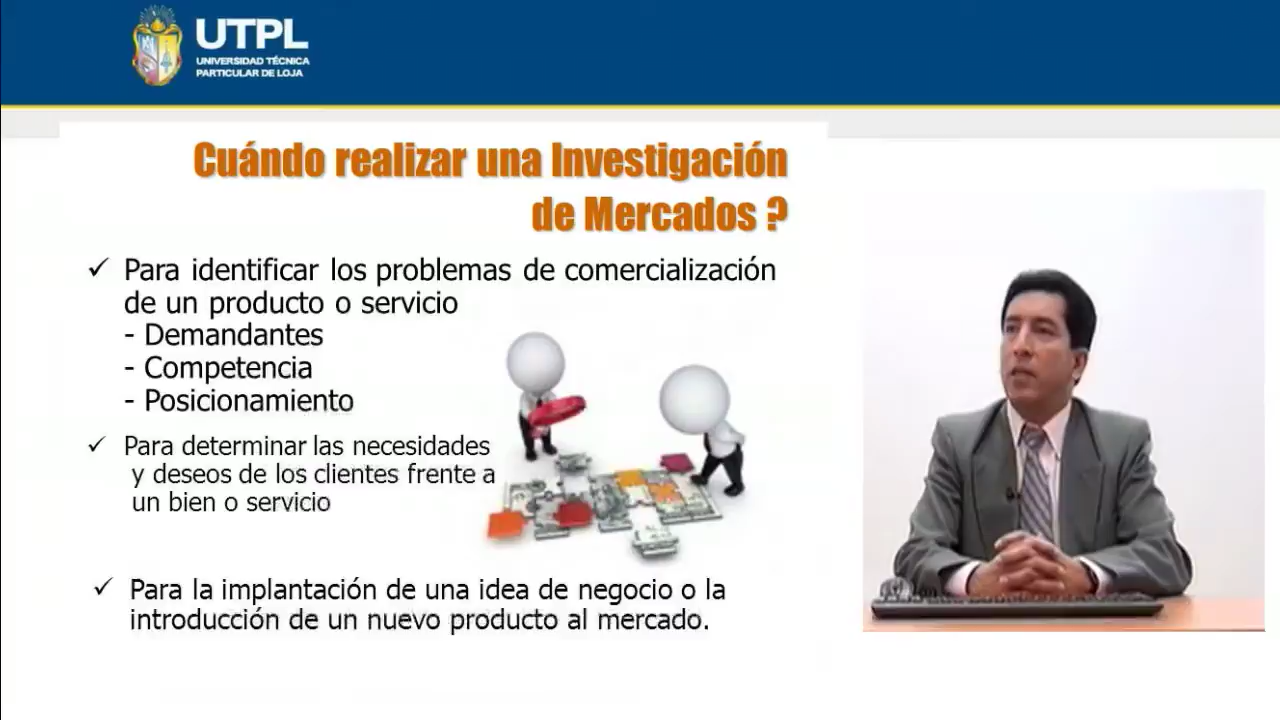 UTPL
UNIVERSIDAD TÉCNICA
PARTICULAR DE LOJA
Cuándo realizar una Investigación
de Mercados ?
✓ Para identificar los problemas de comercialización
de un producto o servicio
- Demandantes
- Competencia
- Posicionamiento
✓ Para determinar las necesidades
y deseos de los clientes frente a
un bien o servicio
✓ Para la implantación de una idea de negocio o la
introducción de un nuevo producto al mercado.